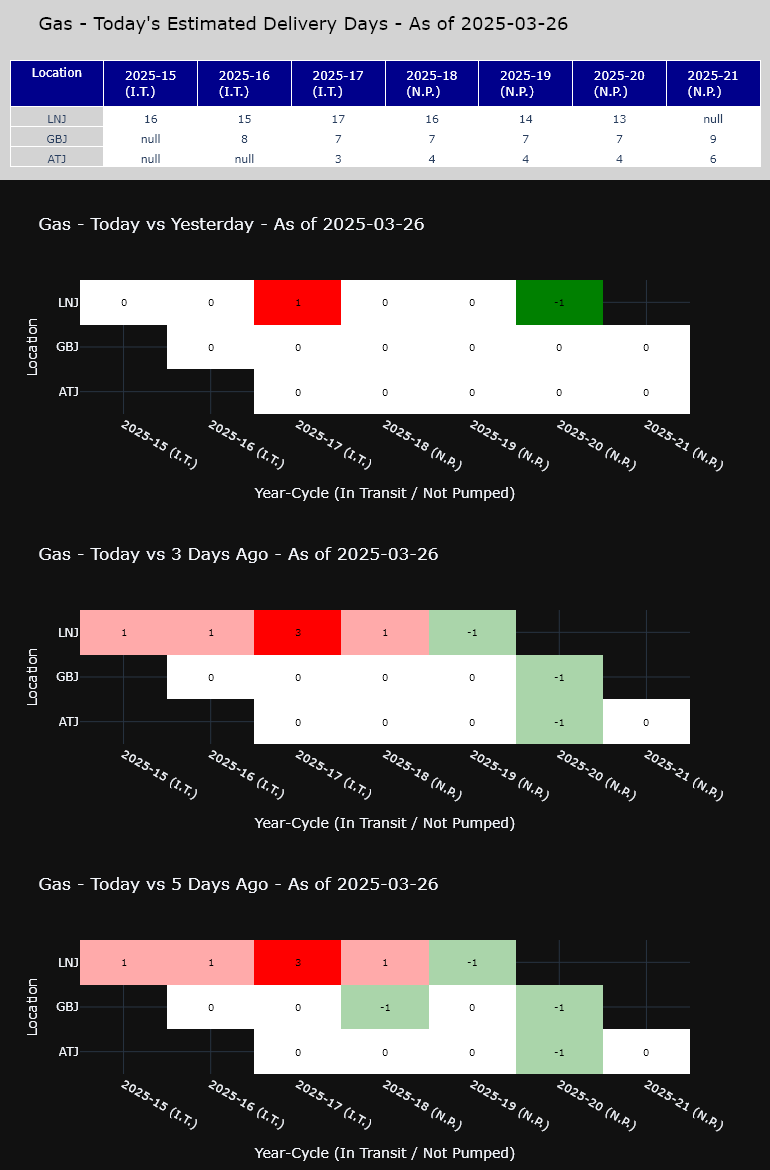 Gas - Today's Estimated Delivery Days - As of 2025-03-26
Location 2025-15 (I.T.) 2025-16 (I.T.) 2025-17 (I.T.) 2025-18 (N.P.) 2025-19 (N.P.) 2025-20 (N.P.) 2025-21 (N.P.)
LNJ 16 15 17 16 14 13 null
GBJ null 8 7 7 7 7 9
ATJ null null 3 4 4 4 6
Gas - Today vs Yesterday - As of 2025-03-26
Location
LNJ 0 0 1 0 0 -1
GBJ 0 0 0 0 0 0
ATJ 0 0 0 0 0
2025-15 (I.T.) 2025-16 (I.T.) 2025-17 (I.T.) 2025-18 (N.P.) 2025-19 (N.P.) 2025-20 (N.P.) 2025-21 (N.P.)
Year-Cycle (In Transit / Not Pumped)
Gas - Today vs 3 Days Ago - As of 2025-03-26
Location
LNJ 1 1 3 1 -1
GBJ 0 0 0 0 -1
ATJ 0 0 0 -1 0
2025-15 (I.T.) 2025-16 (I.T.) 2025-17 (I.T.) 2025-18 (N.P.) 2025-19 (N.P.) 2025-20 (N.P.) 2025-21 (N.P.)
Year-Cycle (In Transit / Not Pumped)
Gas - Today vs 5 Days Ago - As of 2025-03-26
Location
LNJ 1 1 3 1 -1
GBJ 0 0 -1 0 -1
ATJ 0 0 0 -1 0
2025-15 (I.T.) 2025-16 (I.T.) 2025-17 (I.T.) 2025-18 (N.P.) 2025-19 (N.P.) 2025-20 (N.P.) 2025-21 (N.P.)
Year-Cycle (In Transit / Not Pumped)